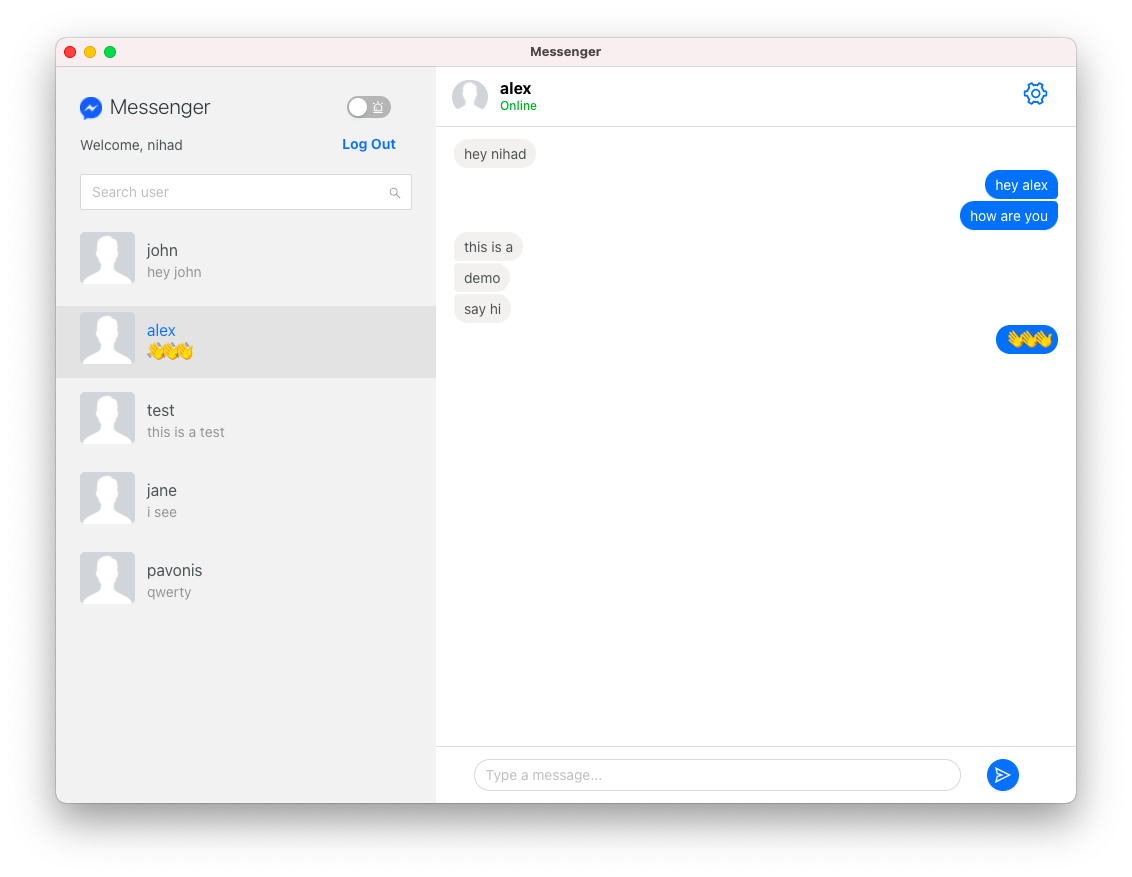 Messenger
Messenger
Welcome, nihad
Log Out
Search user
john
hey john
alex
👋👋👋
test
this is a test
jane
i see
pavonis
qwerty
alex
Online
hey nihad
hey alex
how are you
this is a
demo
say hi
👋👋👋
Type a message...